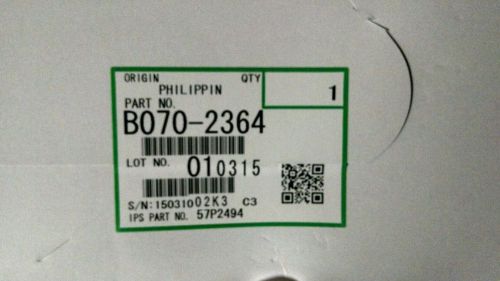 ORIGIN QTY
PHILIPPIN 1
PART NO.
B070-2364
LOT NO. 010315
S/N:15031002K3 C3
IPS PART NO. 57P2494